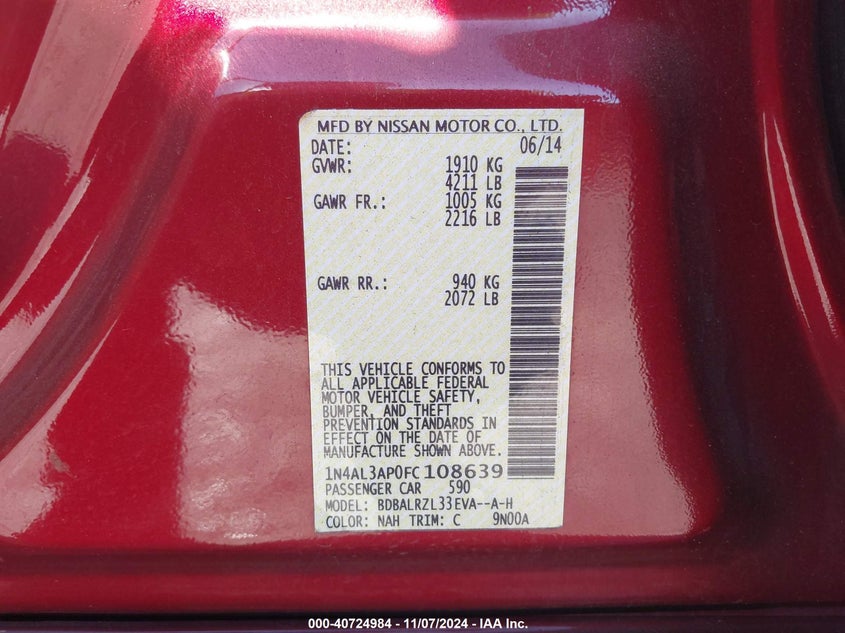 MFD BY NISSAN MOTOR CO., LTD.
DATE: 06/14
GVWR: 1910 KG
4211 LB
GAWR FR.: 1005 KG
2216 LB
GAWR RR.: 940 KG
2072 LB
THIS VEHICLE CONFORMS TO
ALL APPLICABLE FEDERAL
MOTOR VEHICLE SAFETY,
BUMPER, AND THEFT
PREVENTION STANDARDS IN
EFFECT ON THE DATE OF
MANUFACTURE SHOWN ABOVE.
1N4AL3AP0FC108639
PASSENGER CAR 590
MODEL: BDBALRZL33EVA--A-H
COLOR: NAH TRIM: C 9N00A
000-40724984 — 11/07/2024 — IAA Inc.